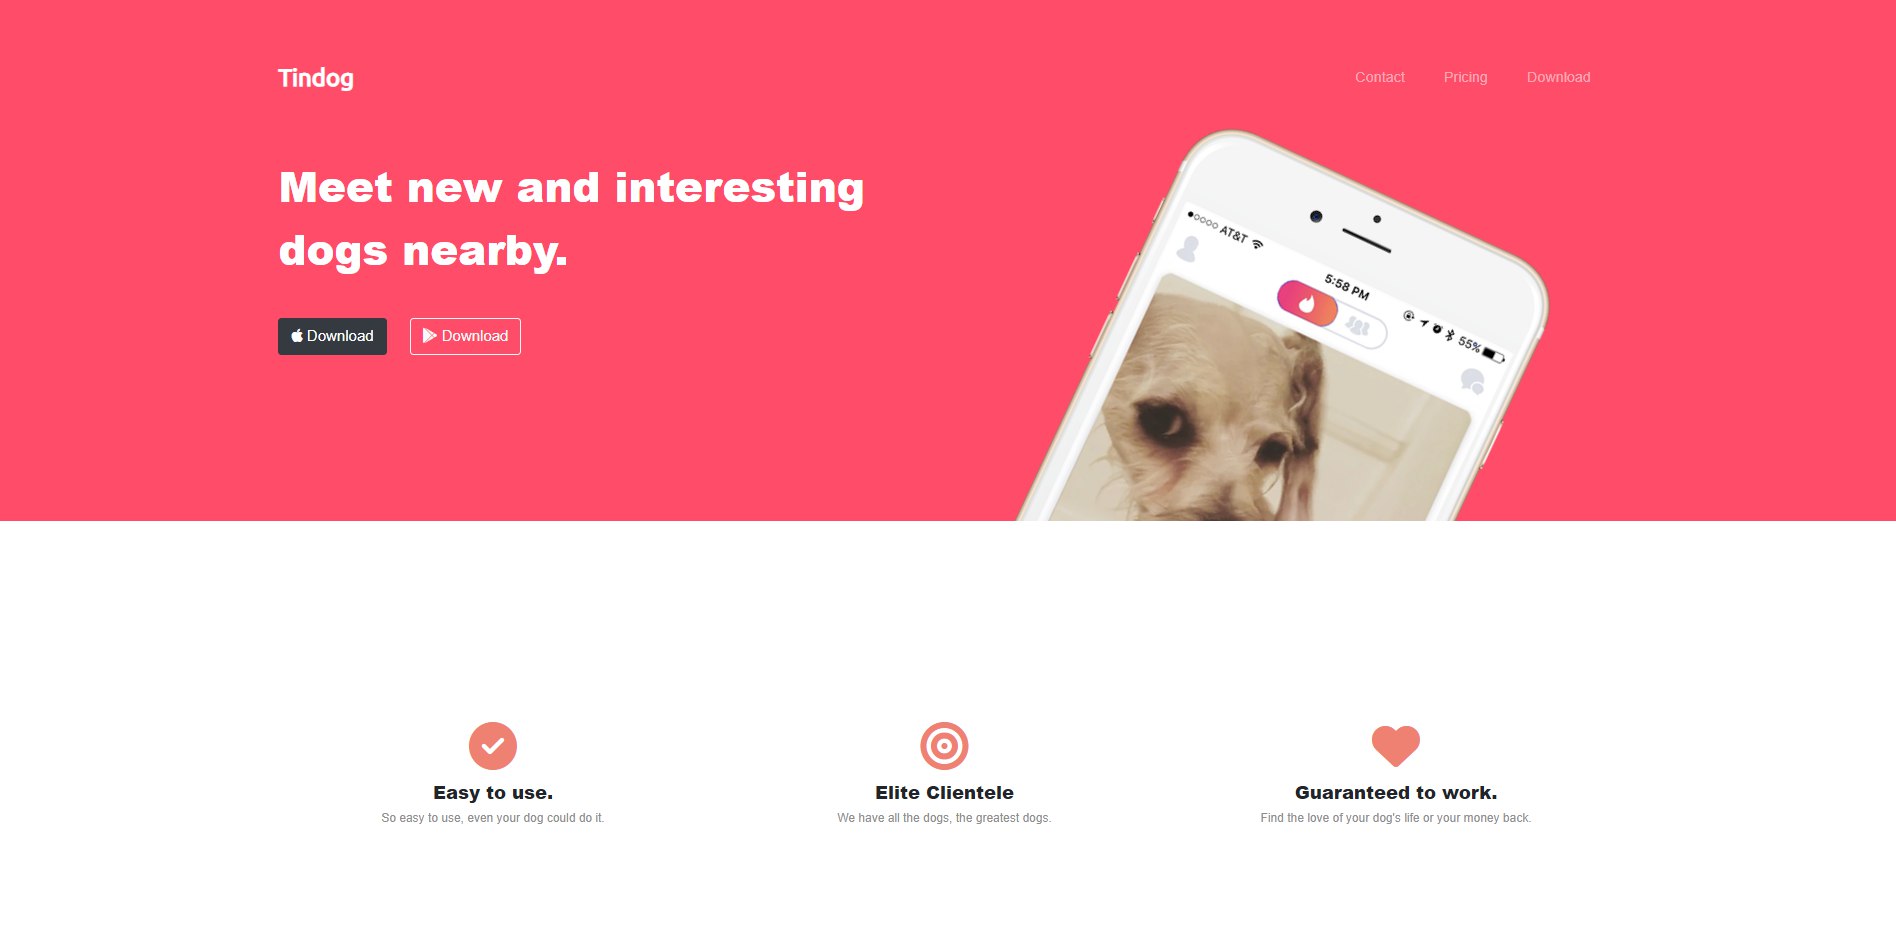 Tindog
Contact Pricing Download
Meet new and interesting
dogs nearby.
Download Download
AT&T
5:58 PM
55%
Easy to use.
So easy to use, even your dog could do it.
Elite Clientele
We have all the dogs, the greatest dogs.
Guaranteed to work.
Find the love of your dog's life or your money back.